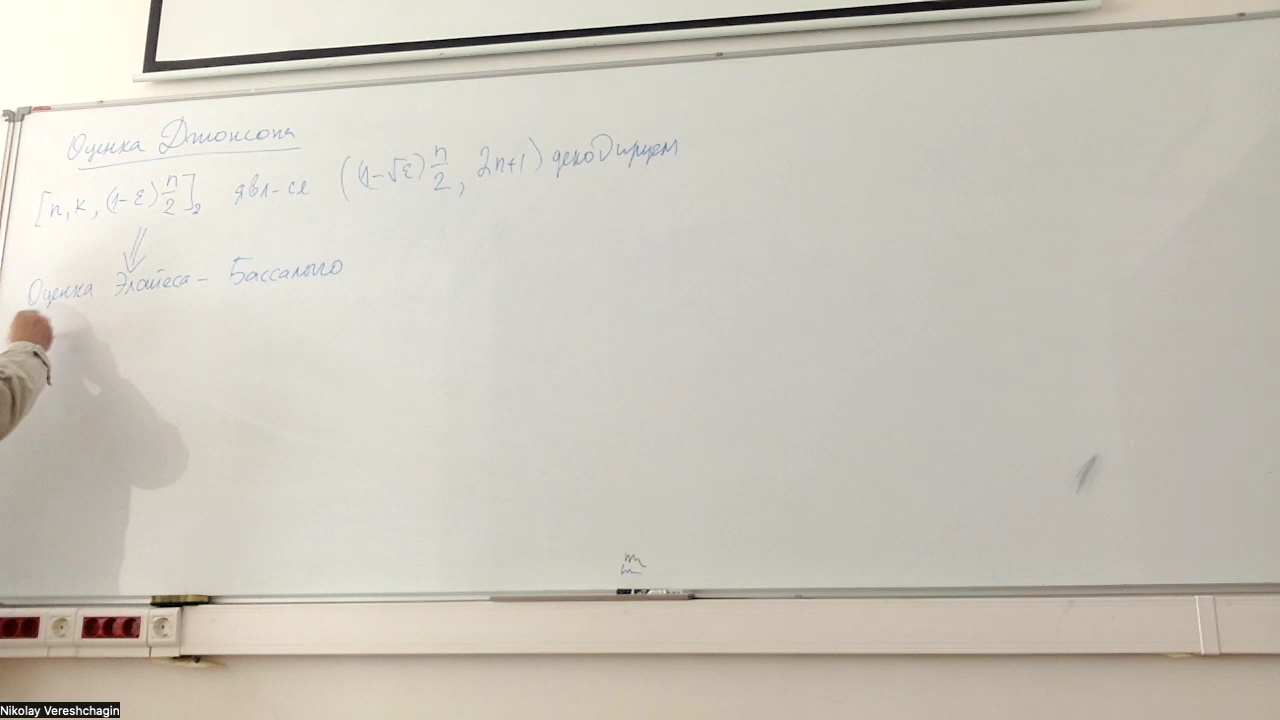 Оценка Джонсона
[n, k, (1-ε) n/2]₂ явл-ся ((1-√ε) n/2, 2n+1) декодируем
⇓
Оценка Элайеса - Бассалыго
Nikolay Vereshchagin